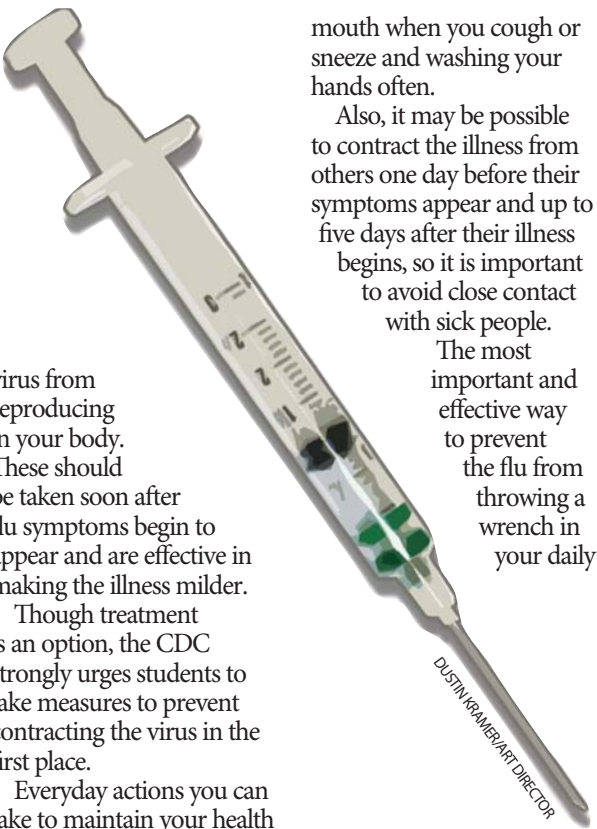 virus from
eproducing
n your body.
These should
be taken soon after
lu symptoms begin to
appear and are effective in
making the illness milder.
Though treatment
s an option, the CDC
trongly urges students to
ake measures to prevent
contracting the virus in the
irst place.
Everyday actions you can
ake to maintain your health
mouth when you cough or
sneeze and washing your
hands often.
Also, it may be possible
to contract the illness from
others one day before their
symptoms appear and up to
five days after their illness
begins, so it is important
to avoid close contact
with sick people.
The most
important and
effective way
to prevent
the flu from
throwing a
wrench in
your daily
DUSTIN KRAMER/ART DIRECTOR